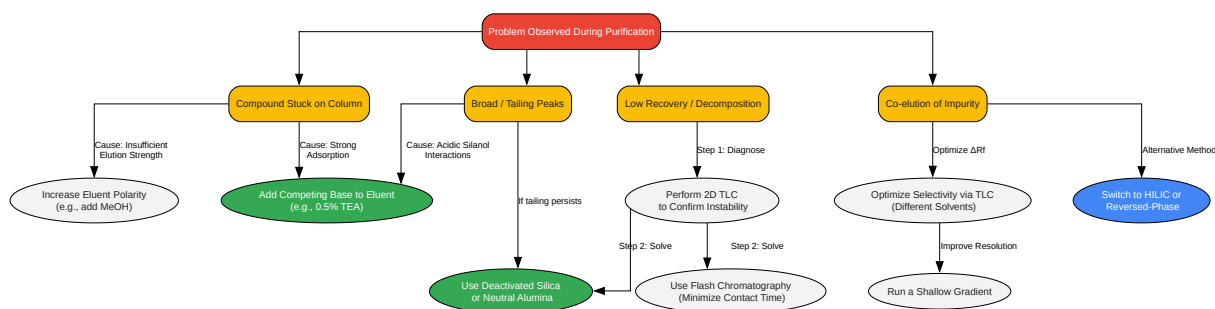 Problem Observed During Purification
Compound Stuck on Column
Broad / Tailing Peaks
Low Recovery / Decomposition
Co-elution of Impurity
Cause: Insufficient
Elution Strength
Cause: Strong
Adsorption
Cause: Acidic Silanol
Interactions
Step 1: Diagnose
Optimize ΔRf
Alternative Method
Increase Eluent Polarity
(e.g., add MeOH)
Add Competing Base to Eluent
(e.g., 0.5% TEA)
If tailing persists
Perform 2D TLC
to Confirm Instability
Optimize Selectivity via TLC
(Different Solvents)
Switch to HILIC or
Reversed-Phase
Step 2: Solve
Step 2: Solve
Improve Resolution
Use Deactivated Silica
or Neutral Alumina
Use Flash Chromatography
(Minimize Contact Time)
Run a Shallow Gradient